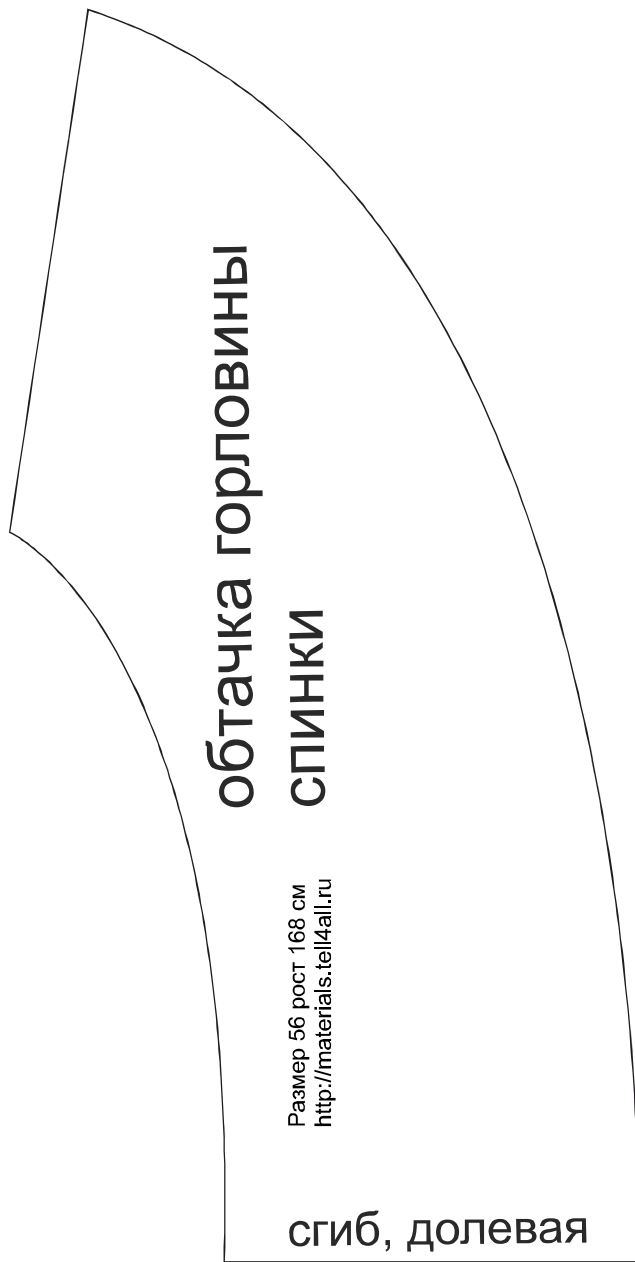 обтачка горловины
спинки
Размер 56 рост 168 см
http://materials.tell4all.ru
сгиб, долевая